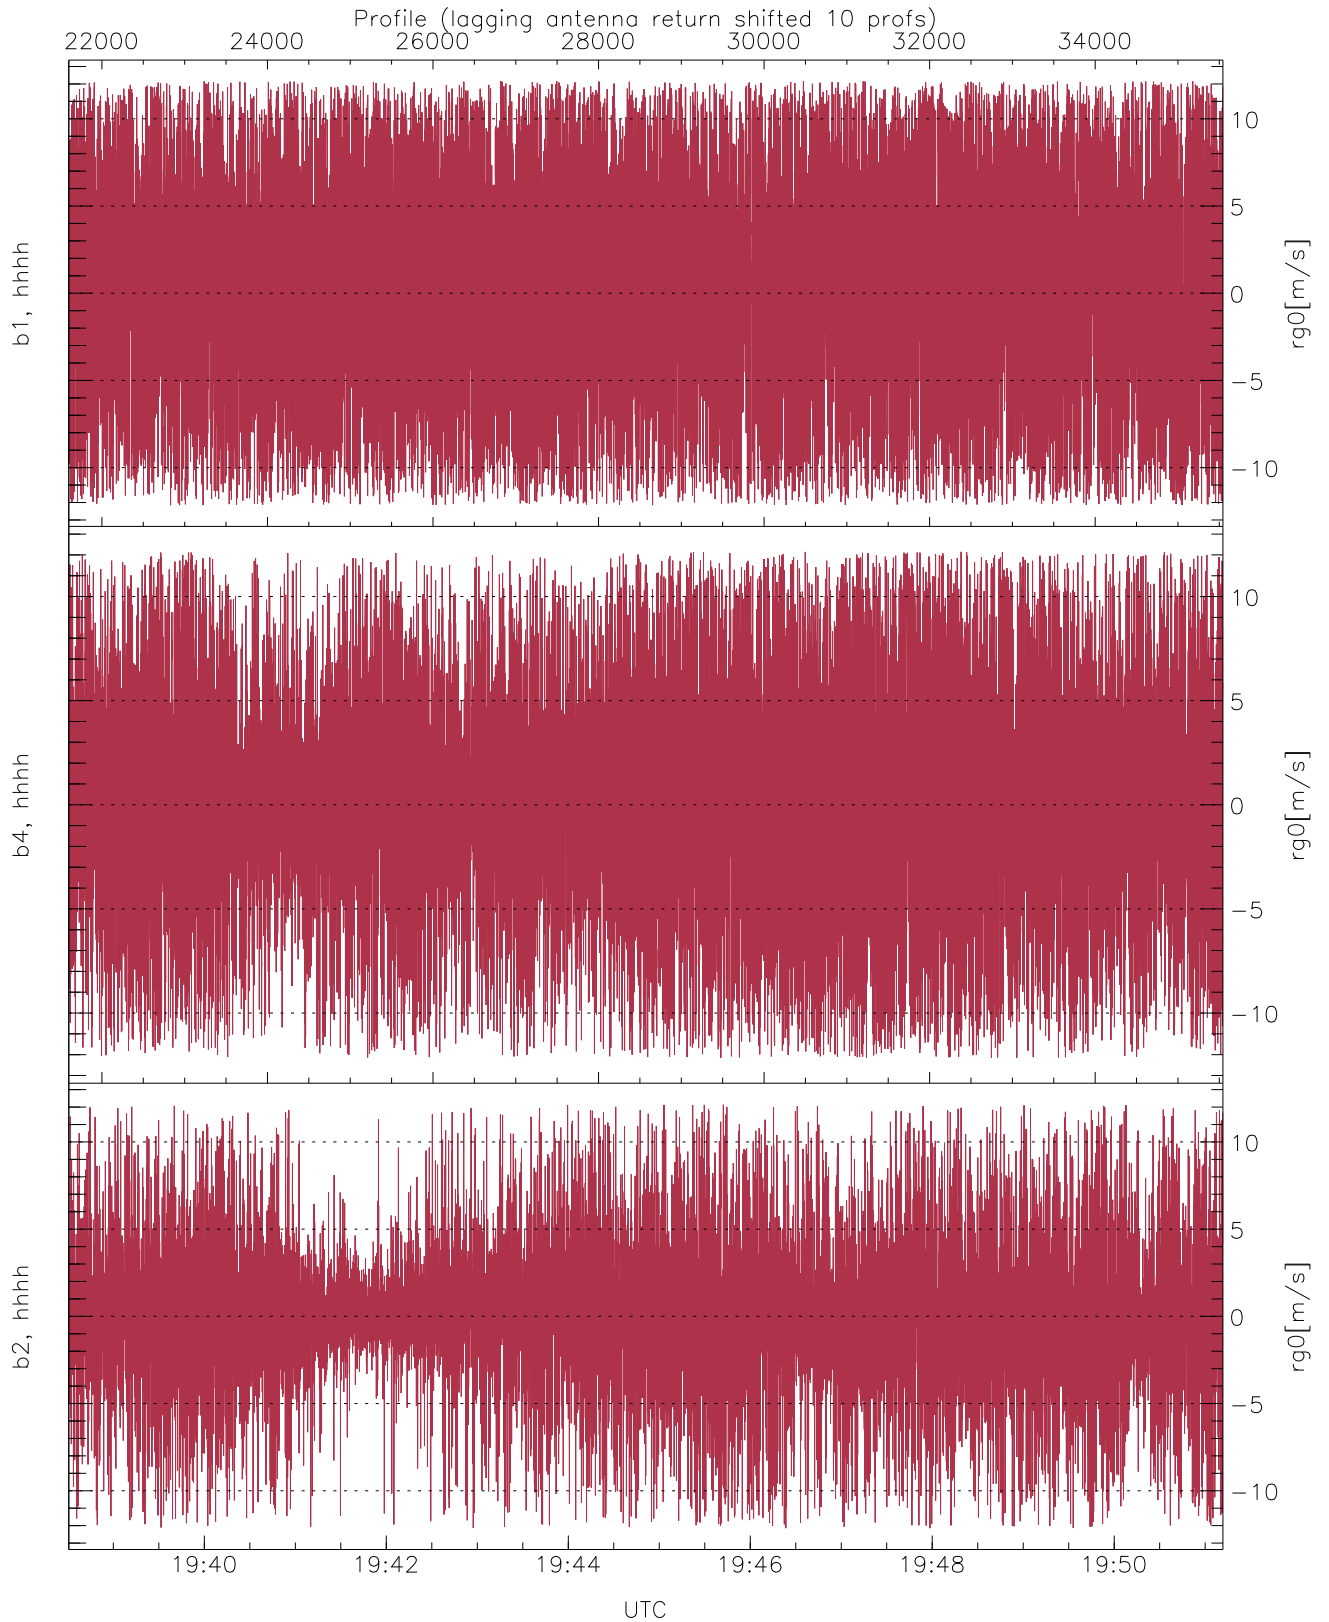 Profile (lagging antenna return shifted 10 profs)
22000 24000 26000 28000 30000 32000 34000
b1, hhhh
10
5
0
−5
−10
rg0[m/s]
b4, hhhh
10
5
0
−5
−10
rg0[m/s]
b2, hhhh
10
5
0
−5
−10
rg0[m/s]
19:40 19:42 19:44 19:46 19:48 19:50
UTC